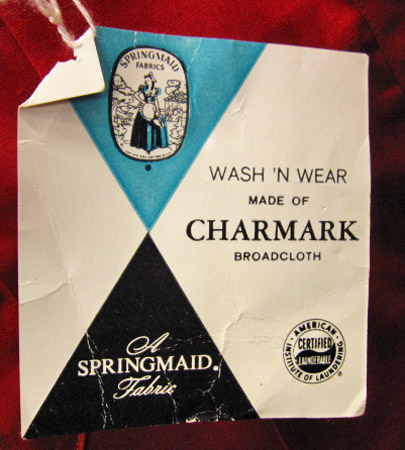 SPRINGMAID
FABRICS
WASH 'N WEAR
MADE OF
CHARMARK
BROADCLOTH
A
SPRINGMAID®
Fabric
AMERICAN
INSTITUTE OF LAUNDERING
CERTIFIED
LAUNDERABLE